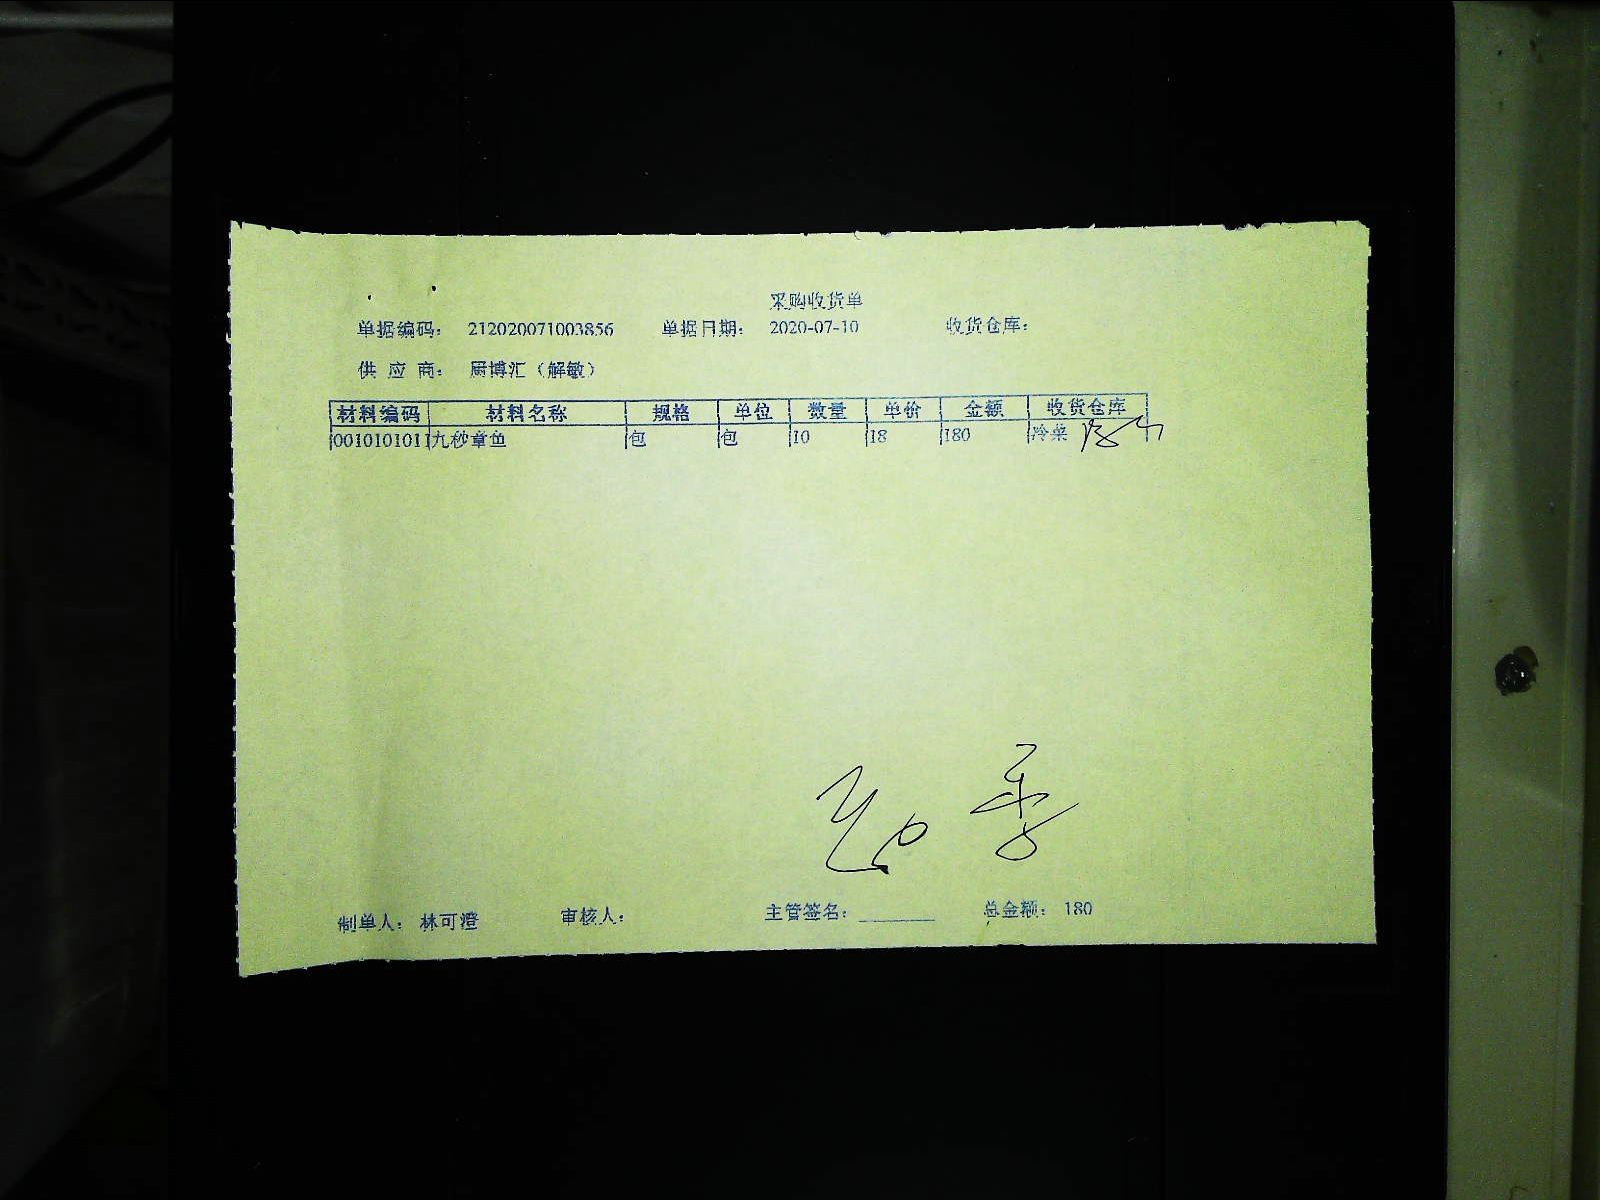 采购收货单
单据编码: 212020071003856 单据日期: 2020-07-10 收货仓库:
供应商: 厨博汇（解敏）
材料编码 材料名称 规格 单位 数量 单价 金额 收货仓库
0010101011 九秒章鱼 包 包 10 18 180 冷菜
制单人: 林可澄 审核人: 主管签名: ________ 总金额: 180